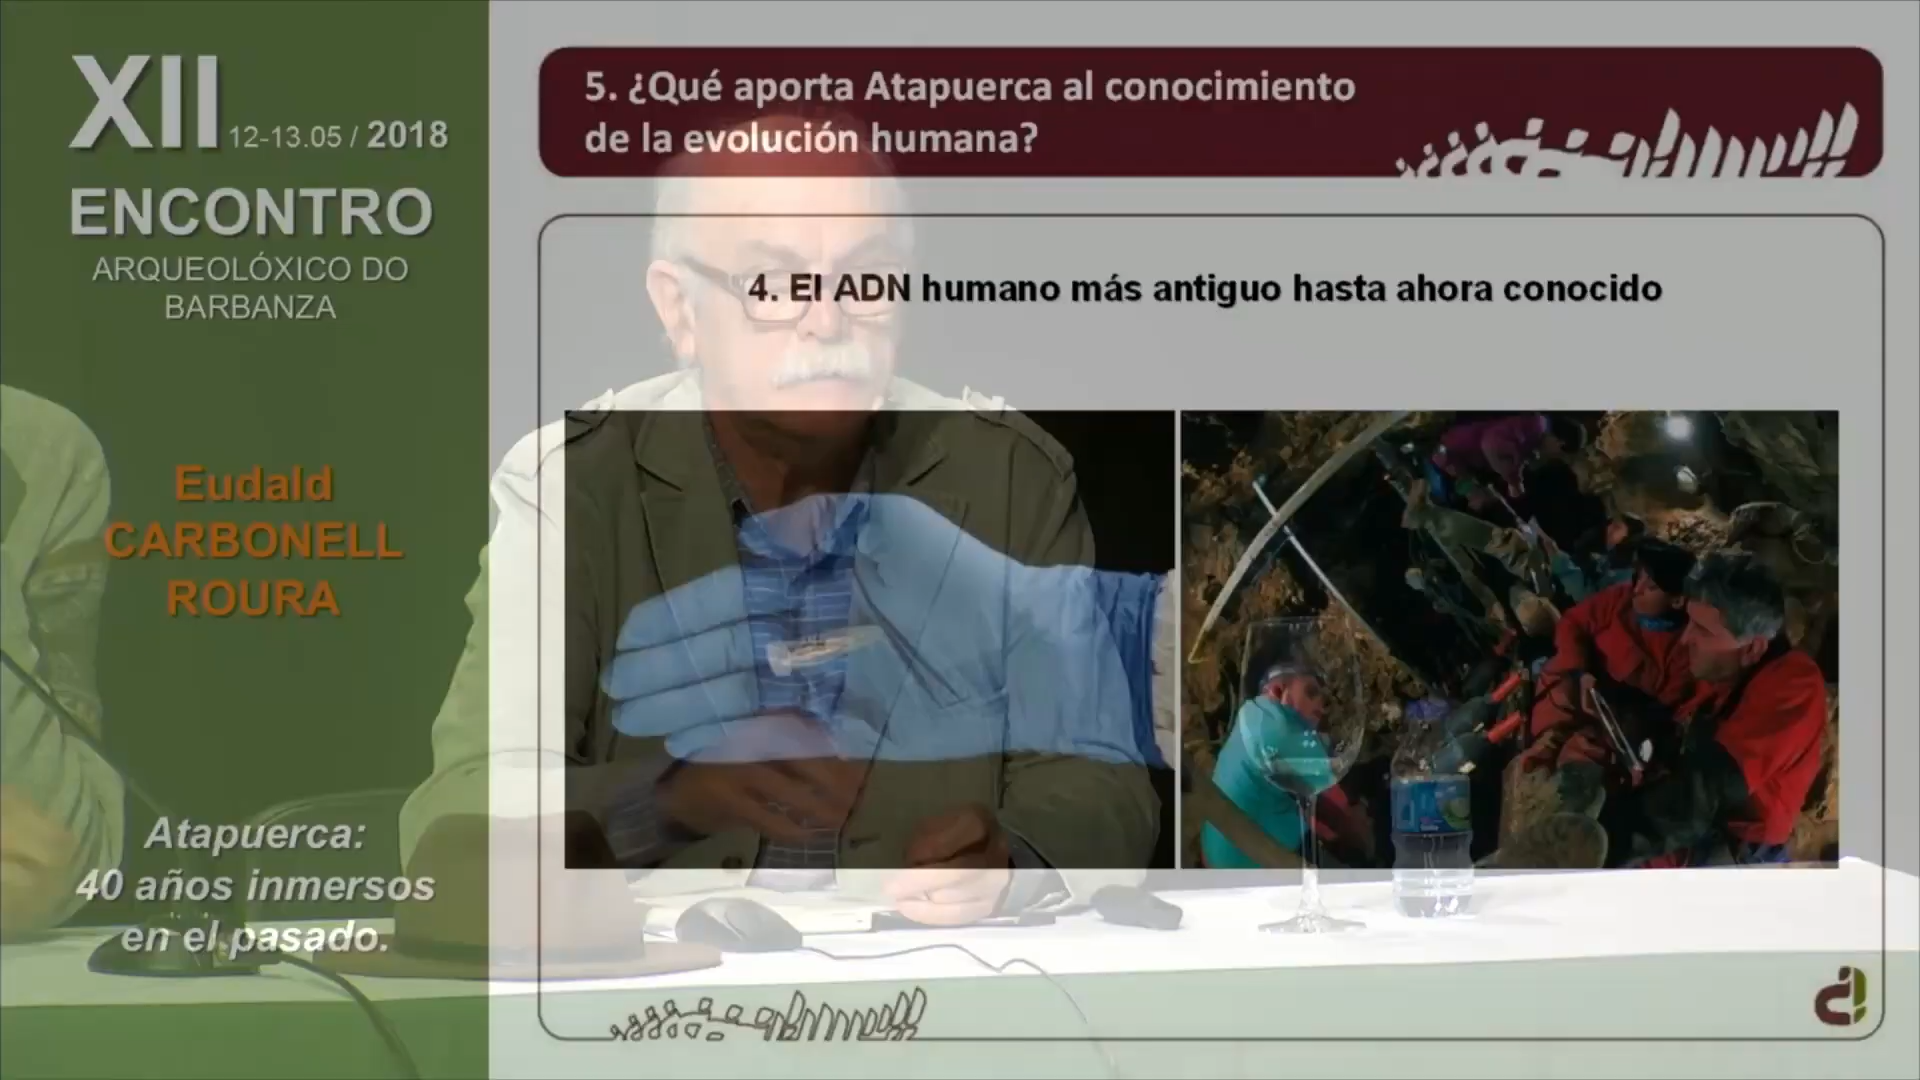 XII 12-13.05 / 2018
ENCONTRO
ARQUEOLÓXICO DO
BARBANZA
Eudald
CARBONELL
ROURA
Atapuerca:
40 años inmersos
en el pasado.
5. ¿Qué aporta Atapuerca al conocimiento
de la evolución humana?
4. El ADN humano más antiguo hasta ahora conocido